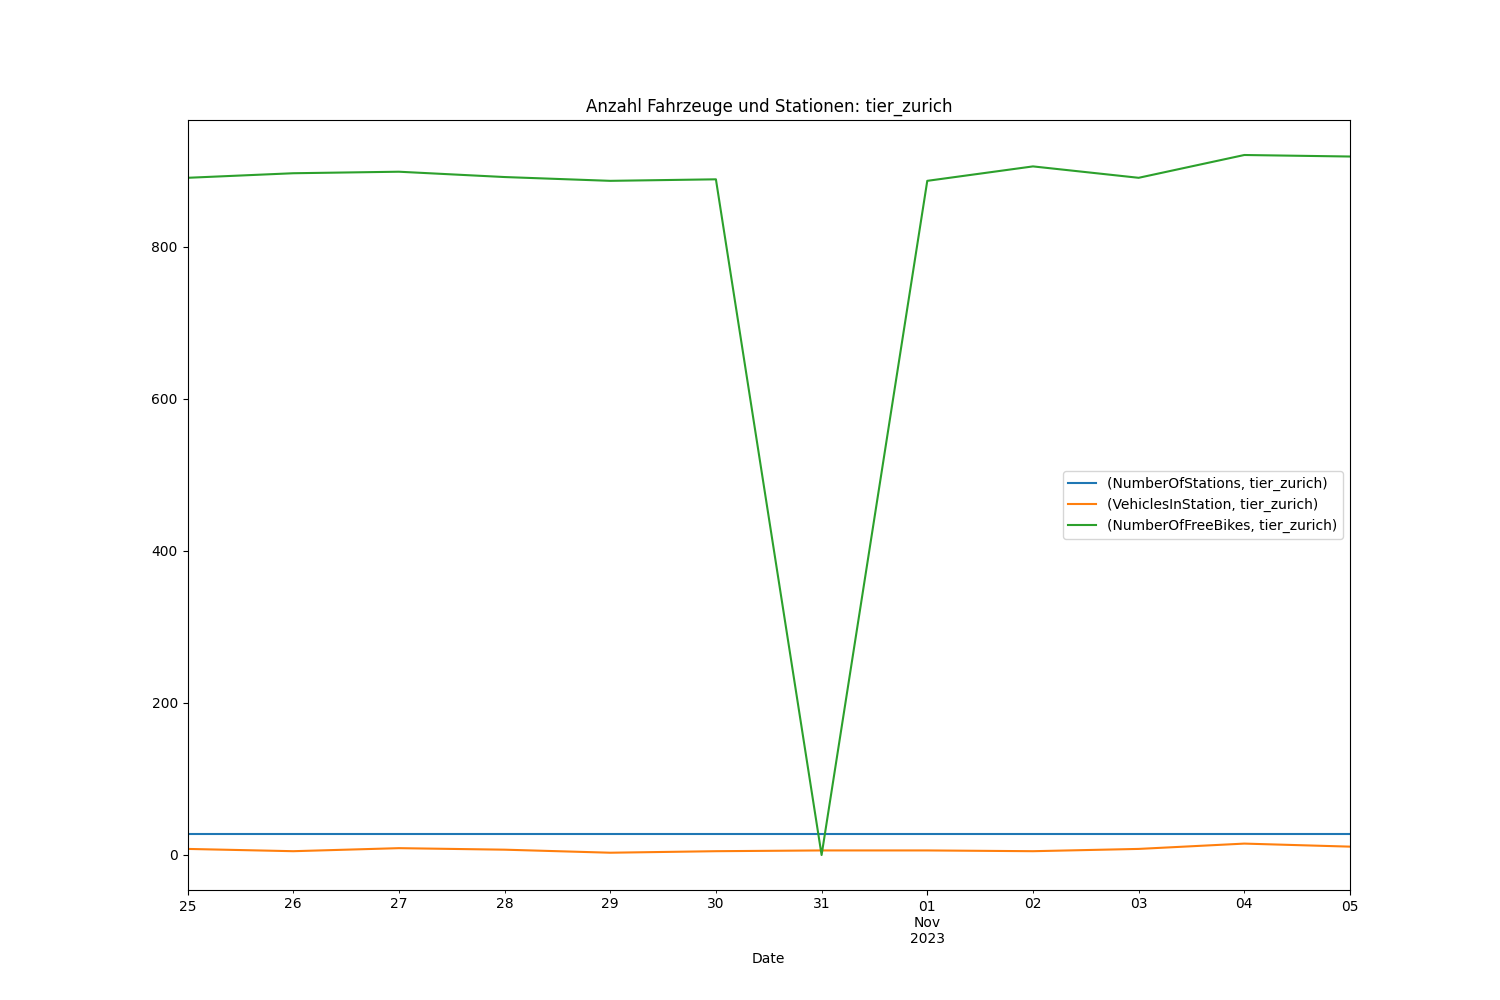 Anzahl Fahrzeuge und Stationen: tier_zurich
800
600
400
200
0
(NumberOfStations, tier_zurich)
(VehiclesInStation, tier_zurich)
(NumberOfFreeBikes, tier_zurich)
25 26 27 28 29 30 31 01 02 03 04 05
Nov
2023
Date